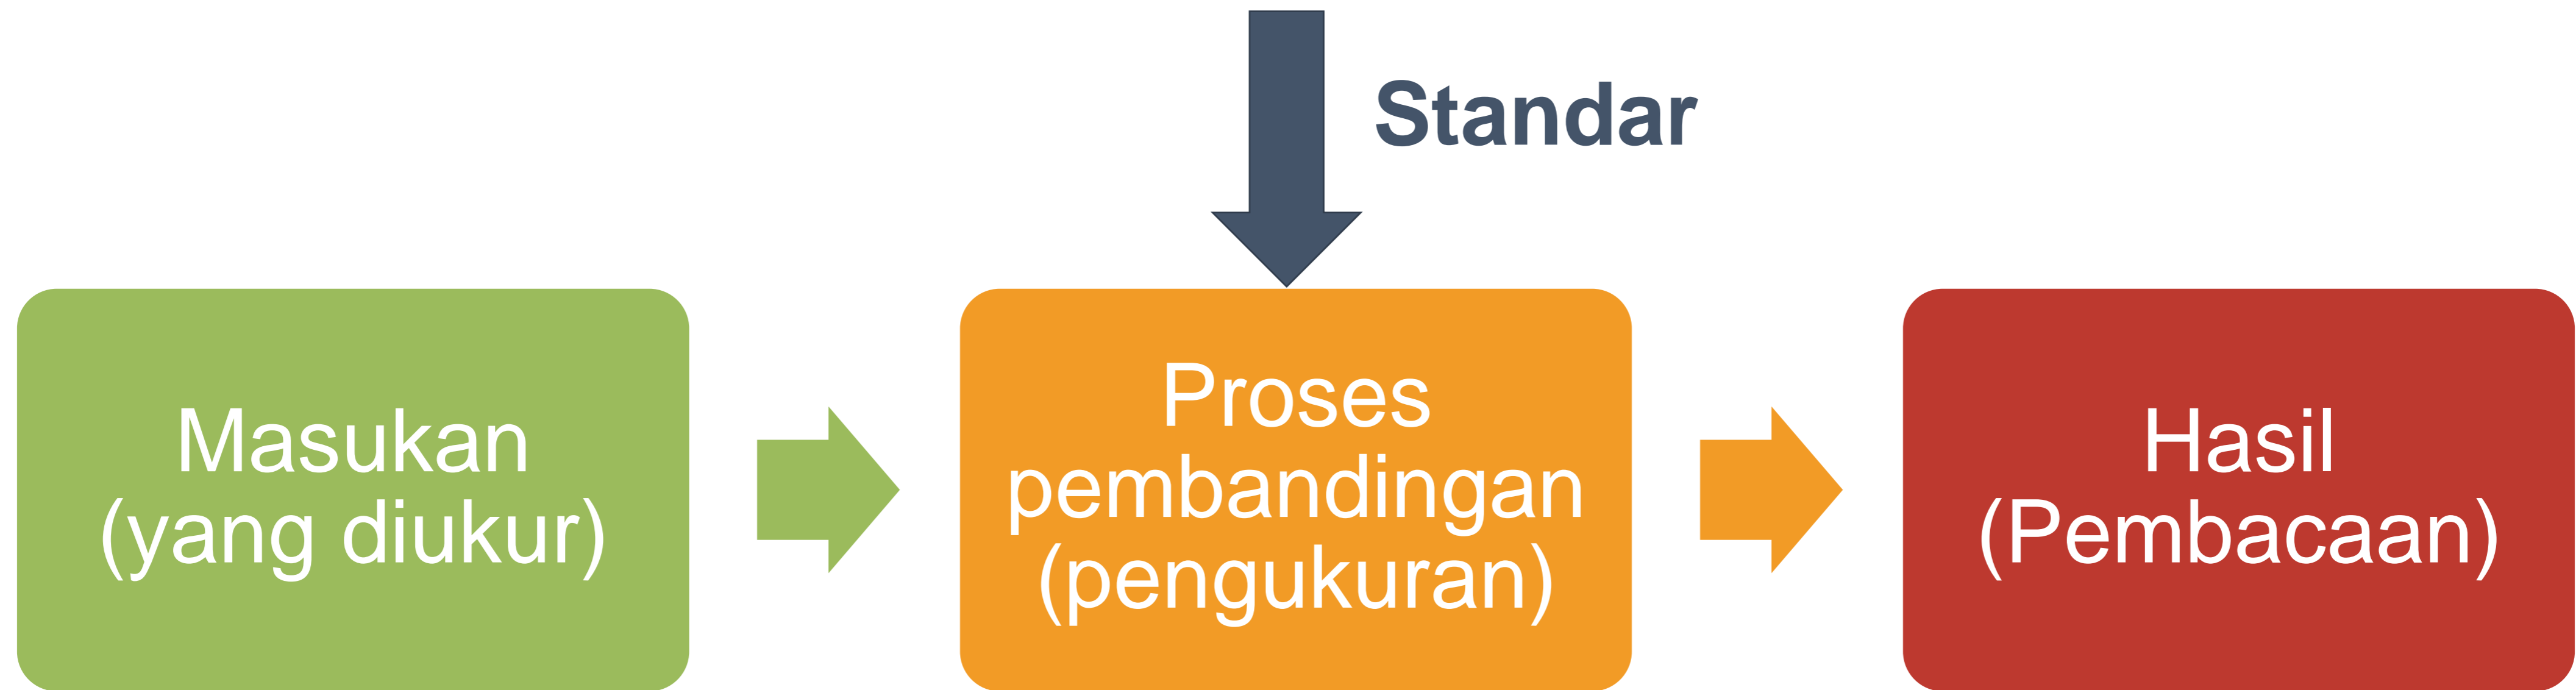 Standar
Masukan
(yang diukur)
Proses
pembandingan
(pengukuran)
Hasil
(Pembacaan)